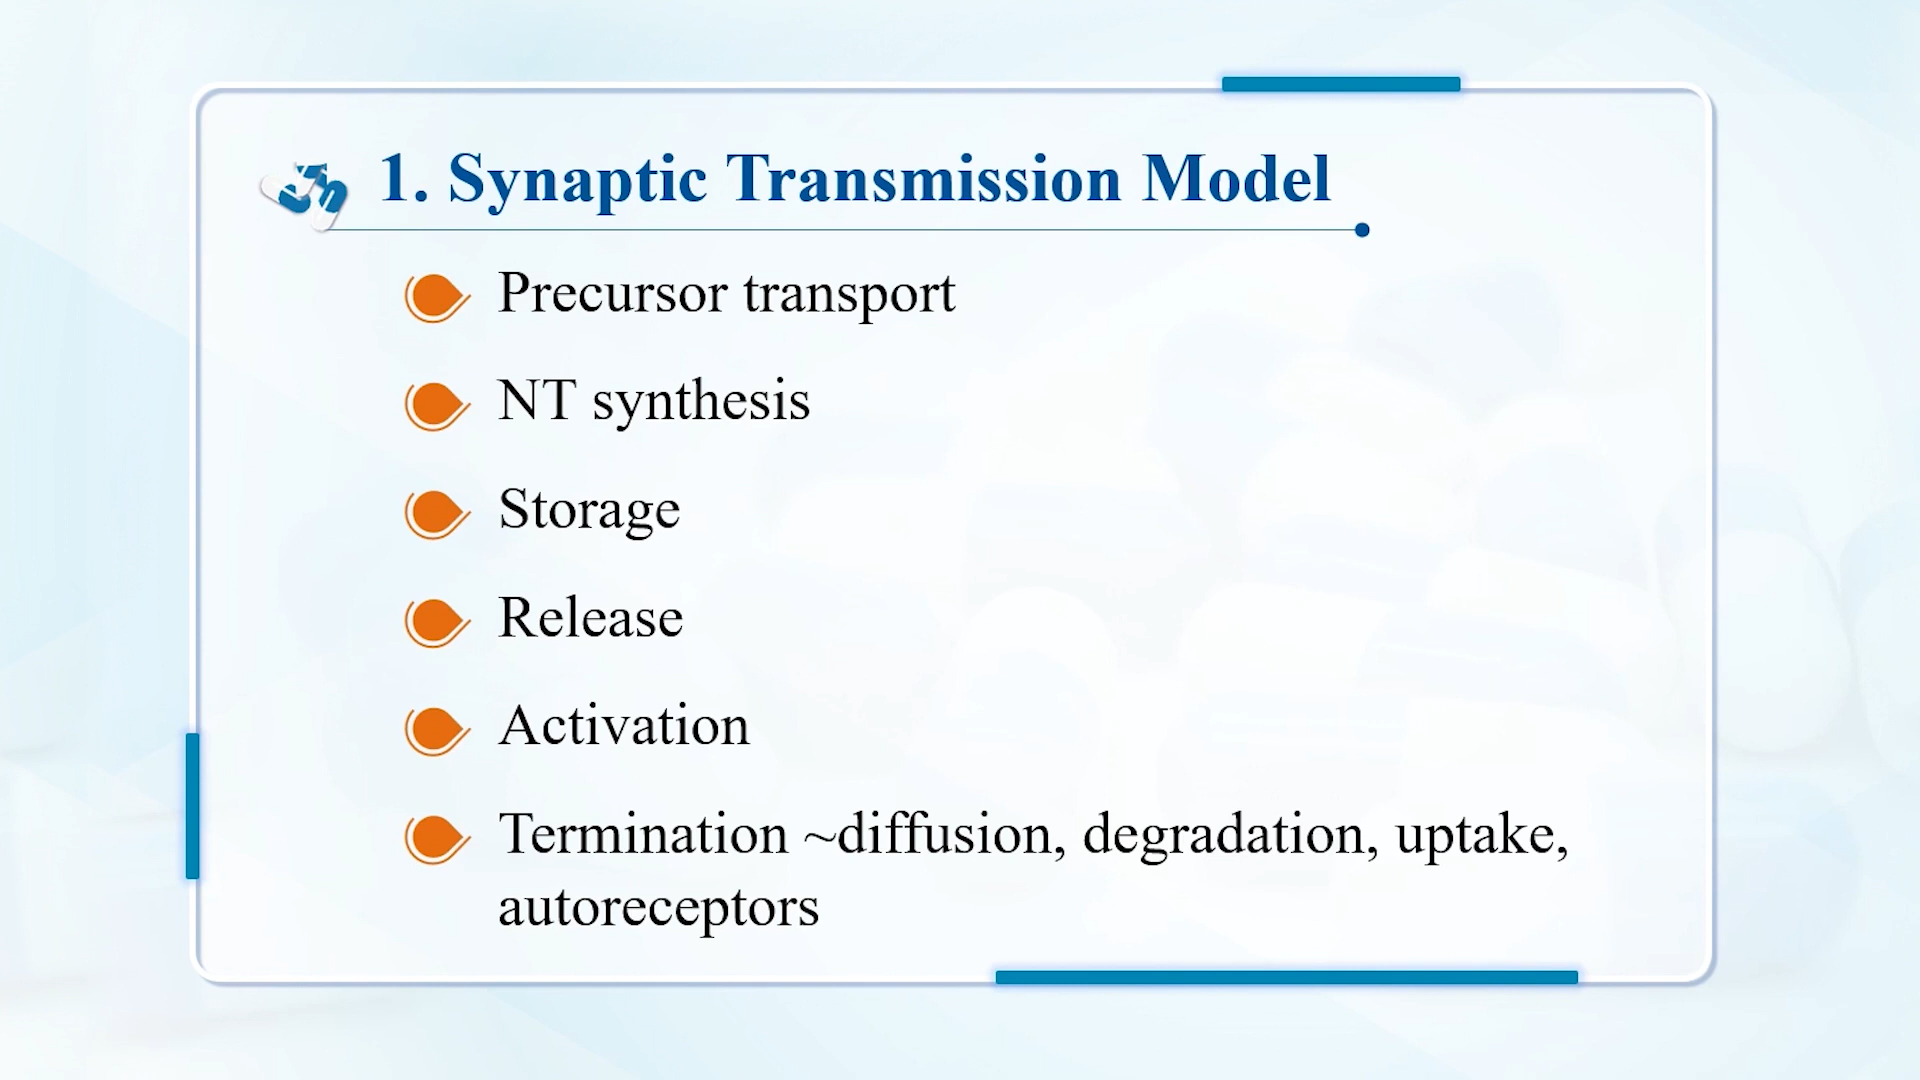 1. Synaptic Transmission Model
Precursor transport
NT synthesis
Storage
Release
Activation
Termination ~diffusion, degradation, uptake,
autoreceptors